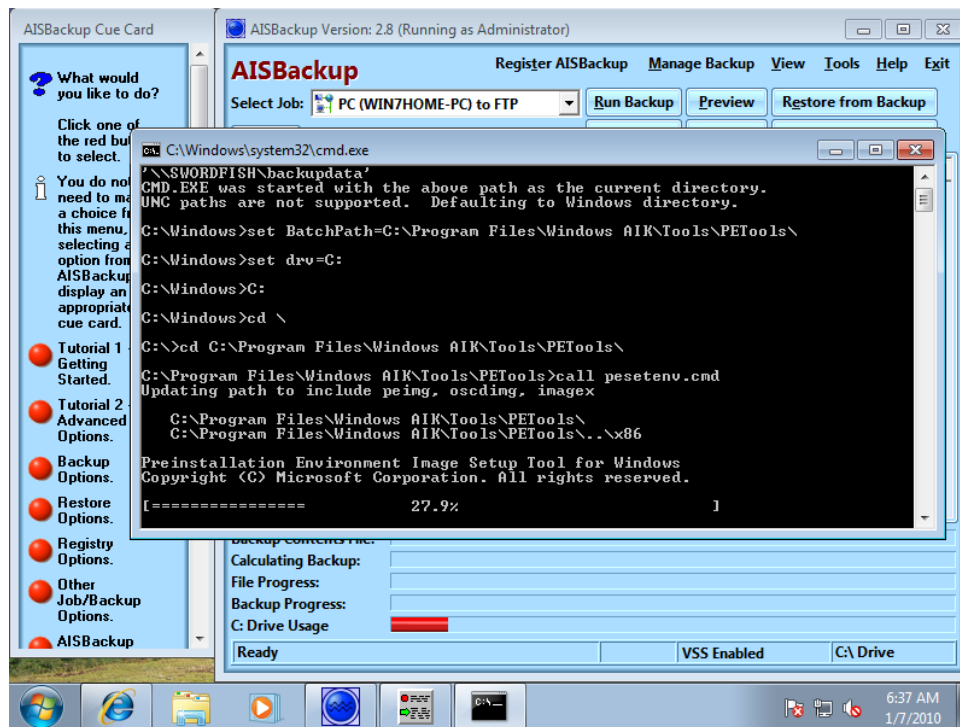 AISBackup Cue Card
What would
you like to do?
Click one of
the red bu
to select.
You do no
need to ma
a choice f
this menu,
selecting a
option from
AISBackup
display an
appropriate
cue card.
Tutorial 1 -
Getting
Started.
Tutorial 2 -
Advanced
Options.
Backup
Options.
Restore
Options.
Registry
Options.
Other
Job/Backup
Options.
AISBackup
AISBackup Version: 2.8 (Running as Administrator)
AISBackup
Register AISBackup Manage Backup View Tools Help Exit
Select Job: PC (WIN7HOME-PC) to FTP Run Backup Preview Restore from Backup
C:\Windows\system32\cmd.exe
'\\SWORDFISH\backupdata'
CMD.EXE was started with the above path as the current directory.
UNC paths are not supported. Defaulting to Windows directory.
C:\Windows>set BatchPath=C:\Program Files\Windows AIK\Tools\PETools\
C:\Windows>set drv=C:
C:\Windows>C:
C:\Windows>cd \
C:\>cd C:\Program Files\Windows AIK\Tools\PETools\
C:\Program Files\Windows AIK\Tools\PETools>call pesetenv.cmd
Updating path to include peimg, oscdimg, imagex
C:\Program Files\Windows AIK\Tools\PETools\
C:\Program Files\Windows AIK\Tools\PETools\..\x86
Preinstallation Environment Image Setup Tool for Windows
Copyright (C) Microsoft Corporation. All rights reserved.
[================ 27.9% ]
Backup Contents File:
Calculating Backup:
File Progress:
Backup Progress:
C: Drive Usage
Ready VSS Enabled C:\ Drive
6:37 AM
1/7/2010